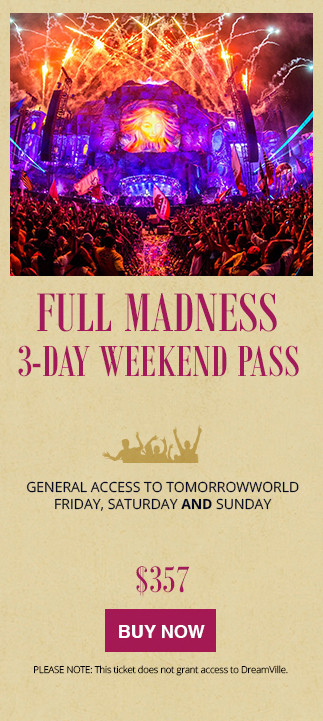 FULL MADNESS
3-DAY WEEKEND PASS
GENERAL ACCESS TO TOMORROWWORLD
FRIDAY, SATURDAY AND SUNDAY
$357
BUY NOW
PLEASE NOTE: This ticket does not grant access to DreamVille.